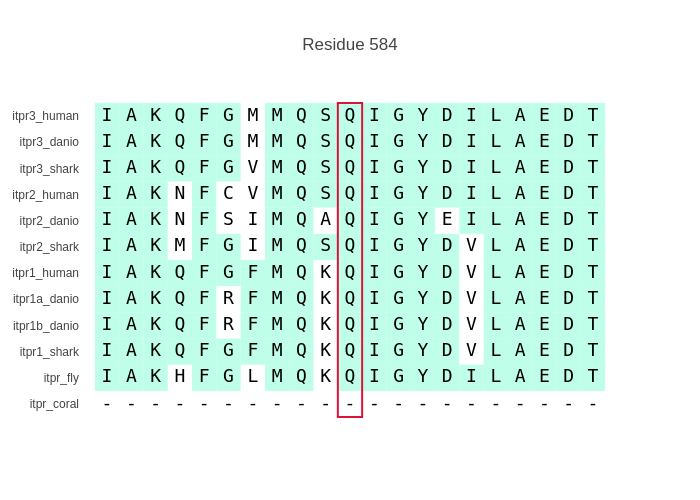 Residue 584
itpr3_human I A K Q F G M M Q S Q I G Y D I L A E D T
itpr3_danio I A K Q F G M M Q S Q I G Y D I L A E D T
itpr3_shark I A K Q F G V M Q S Q I G Y D I L A E D T
itpr2_human I A K N F C V M Q S Q I G Y D I L A E D T
itpr2_danio I A K N F S I M Q A Q I G Y E I L A E D T
itpr2_shark I A K M F G I M Q S Q I G Y D V L A E D T
itpr1_human I A K Q F G F M Q K Q I G Y D V L A E D T
itpr1a_danio I A K Q F R F M Q K Q I G Y D V L A E D T
itpr1b_danio I A K Q F R F M Q K Q I G Y D V L A E D T
itpr1_shark I A K Q F G F M Q K Q I G Y D V L A E D T
itpr_fly I A K H F G L M Q K Q I G Y D I L A E D T
itpr_coral - - - - - - - - - - - - - - - - - - - - -